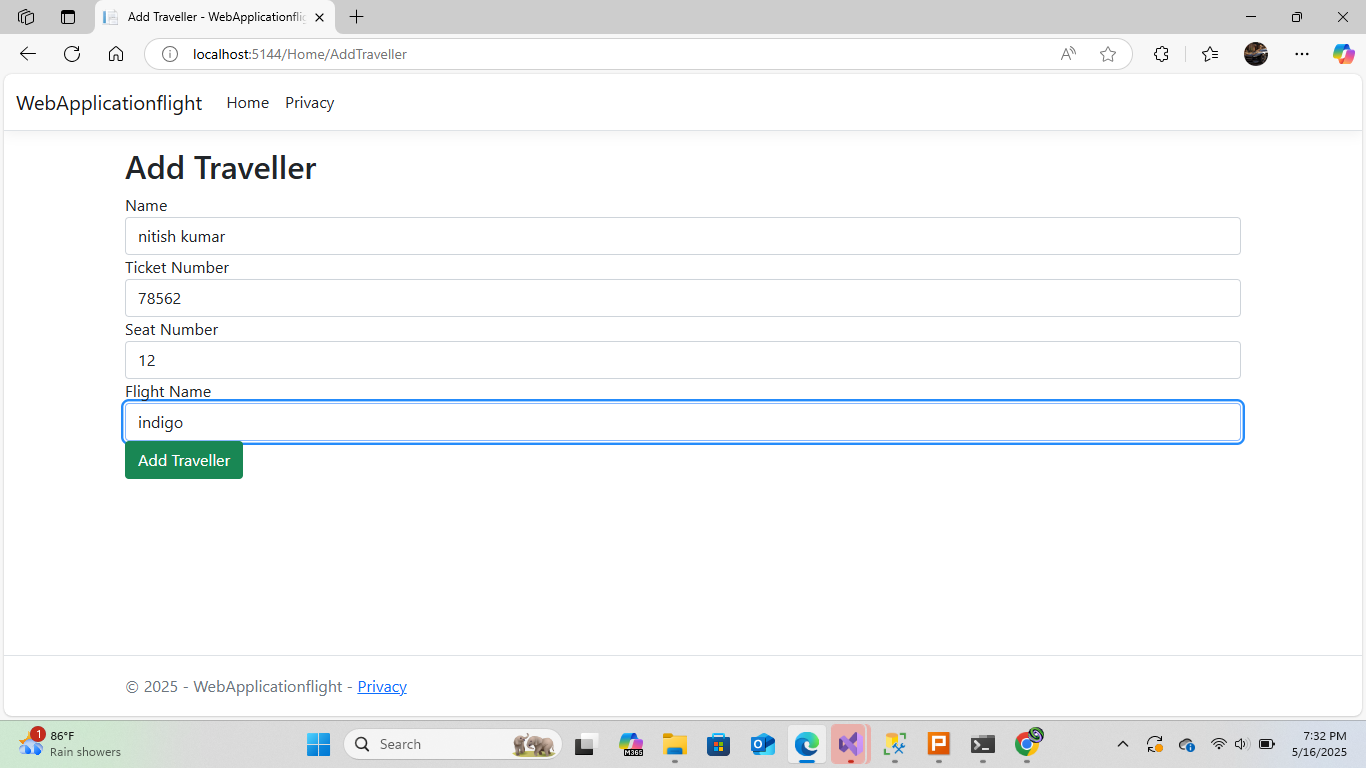 Add Traveller - WebApplicationflig
localhost:5144/Home/AddTraveller
WebApplicationflight Home Privacy
Add Traveller
Name
nitish kumar
Ticket Number
78562
Seat Number
12
Flight Name
indigo
Add Traveller
© 2025 - WebApplicationflight - Privacy
1
86°F
Rain showers
Search
M365
P
7:32 PM
5/16/2025